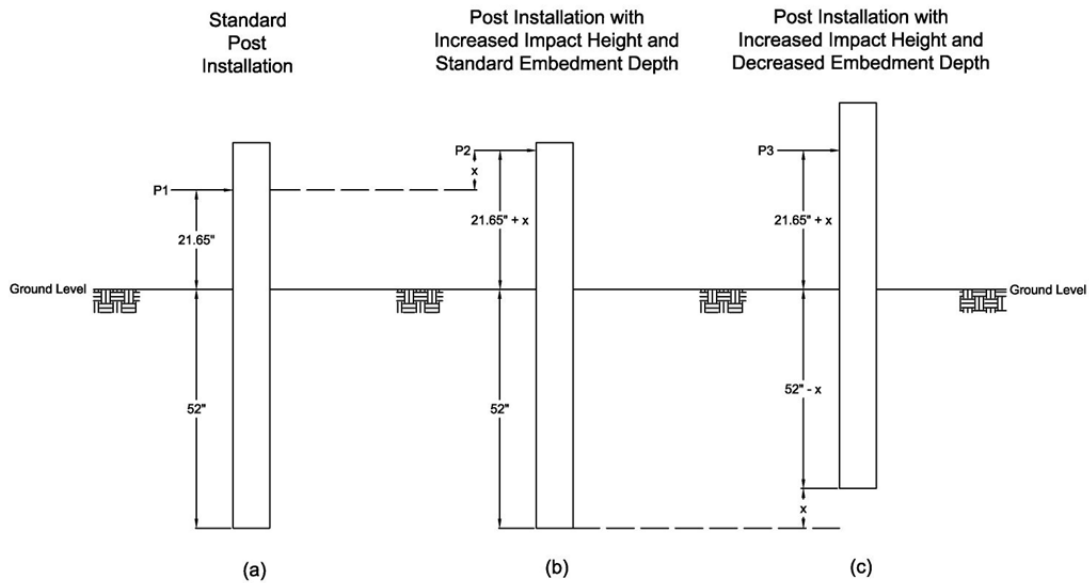 Standard
Post
Installation
Post Installation with
Increased Impact Height and
Standard Embedment Depth
Post Installation with
Increased Impact Height and
Decreased Embedment Depth
P1
P2
P3
x
21.65"
21.65" + x
21.65" + x
Ground Level
Ground Level
52"
52"
52" - x
x
(a)
(b)
(c)